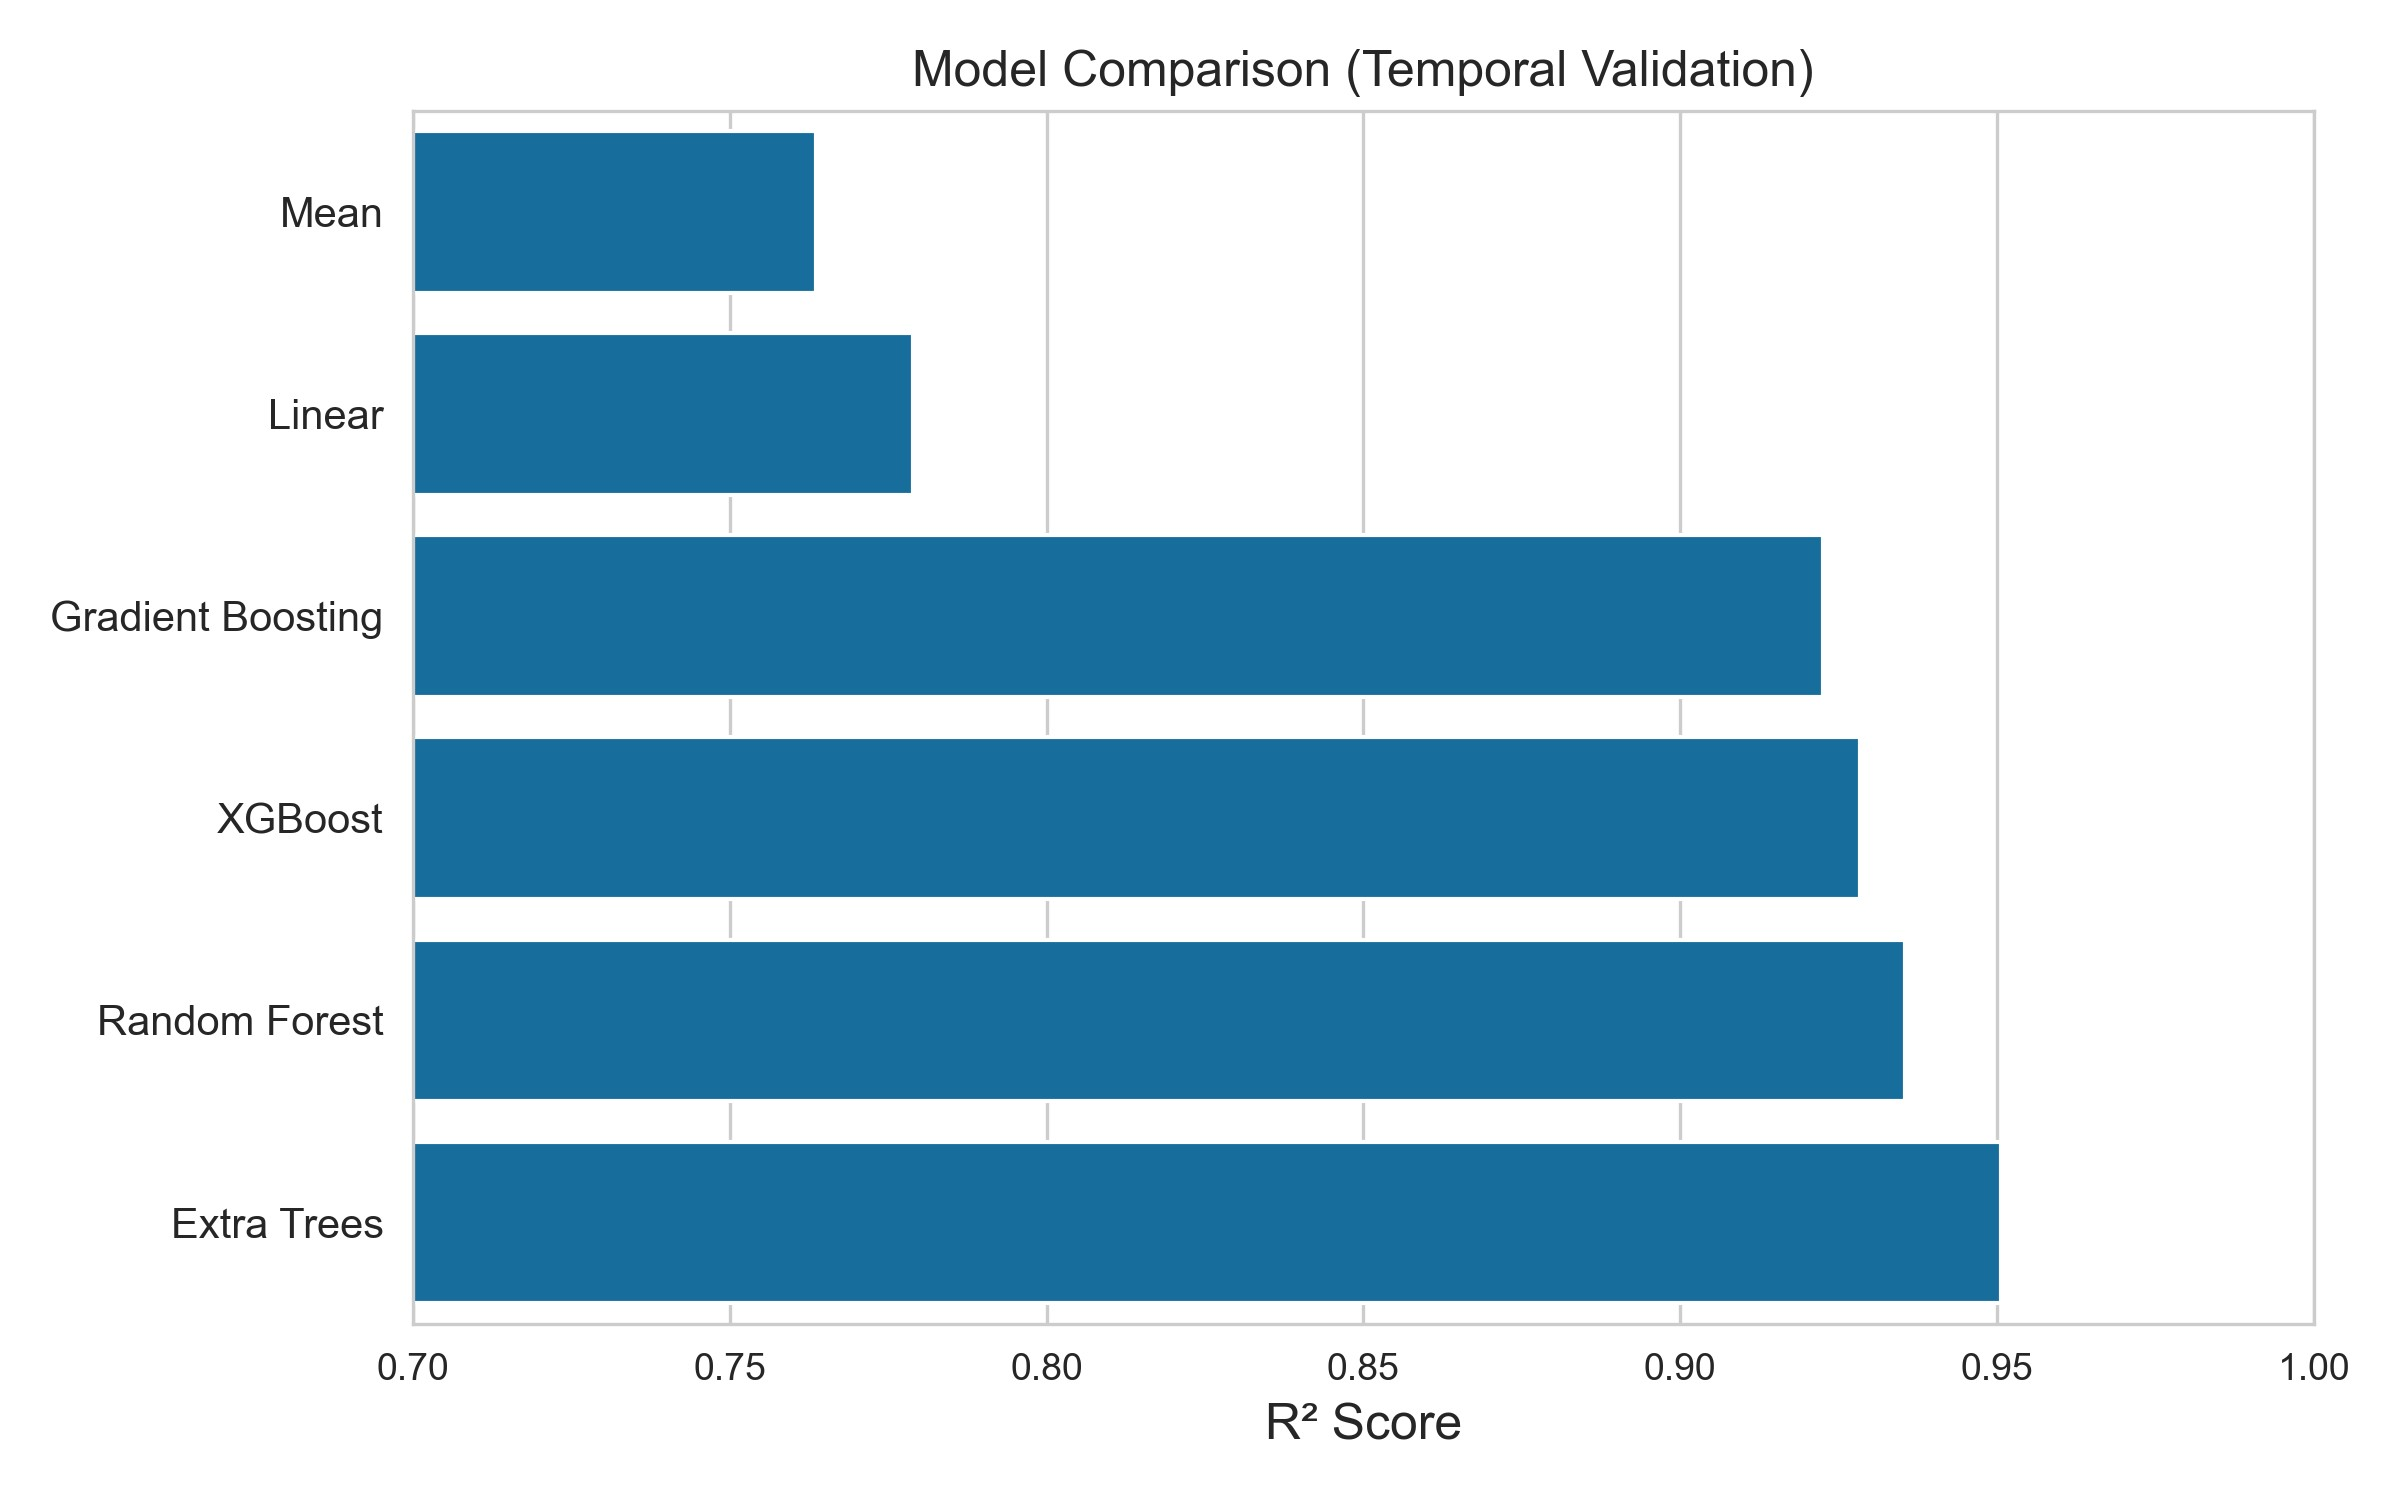 Model Comparison (Temporal Validation)
Mean
Linear
Gradient Boosting
XGBoost
Random Forest
Extra Trees
0.70 0.75 0.80 0.85 0.90 0.95 1.00
R² Score